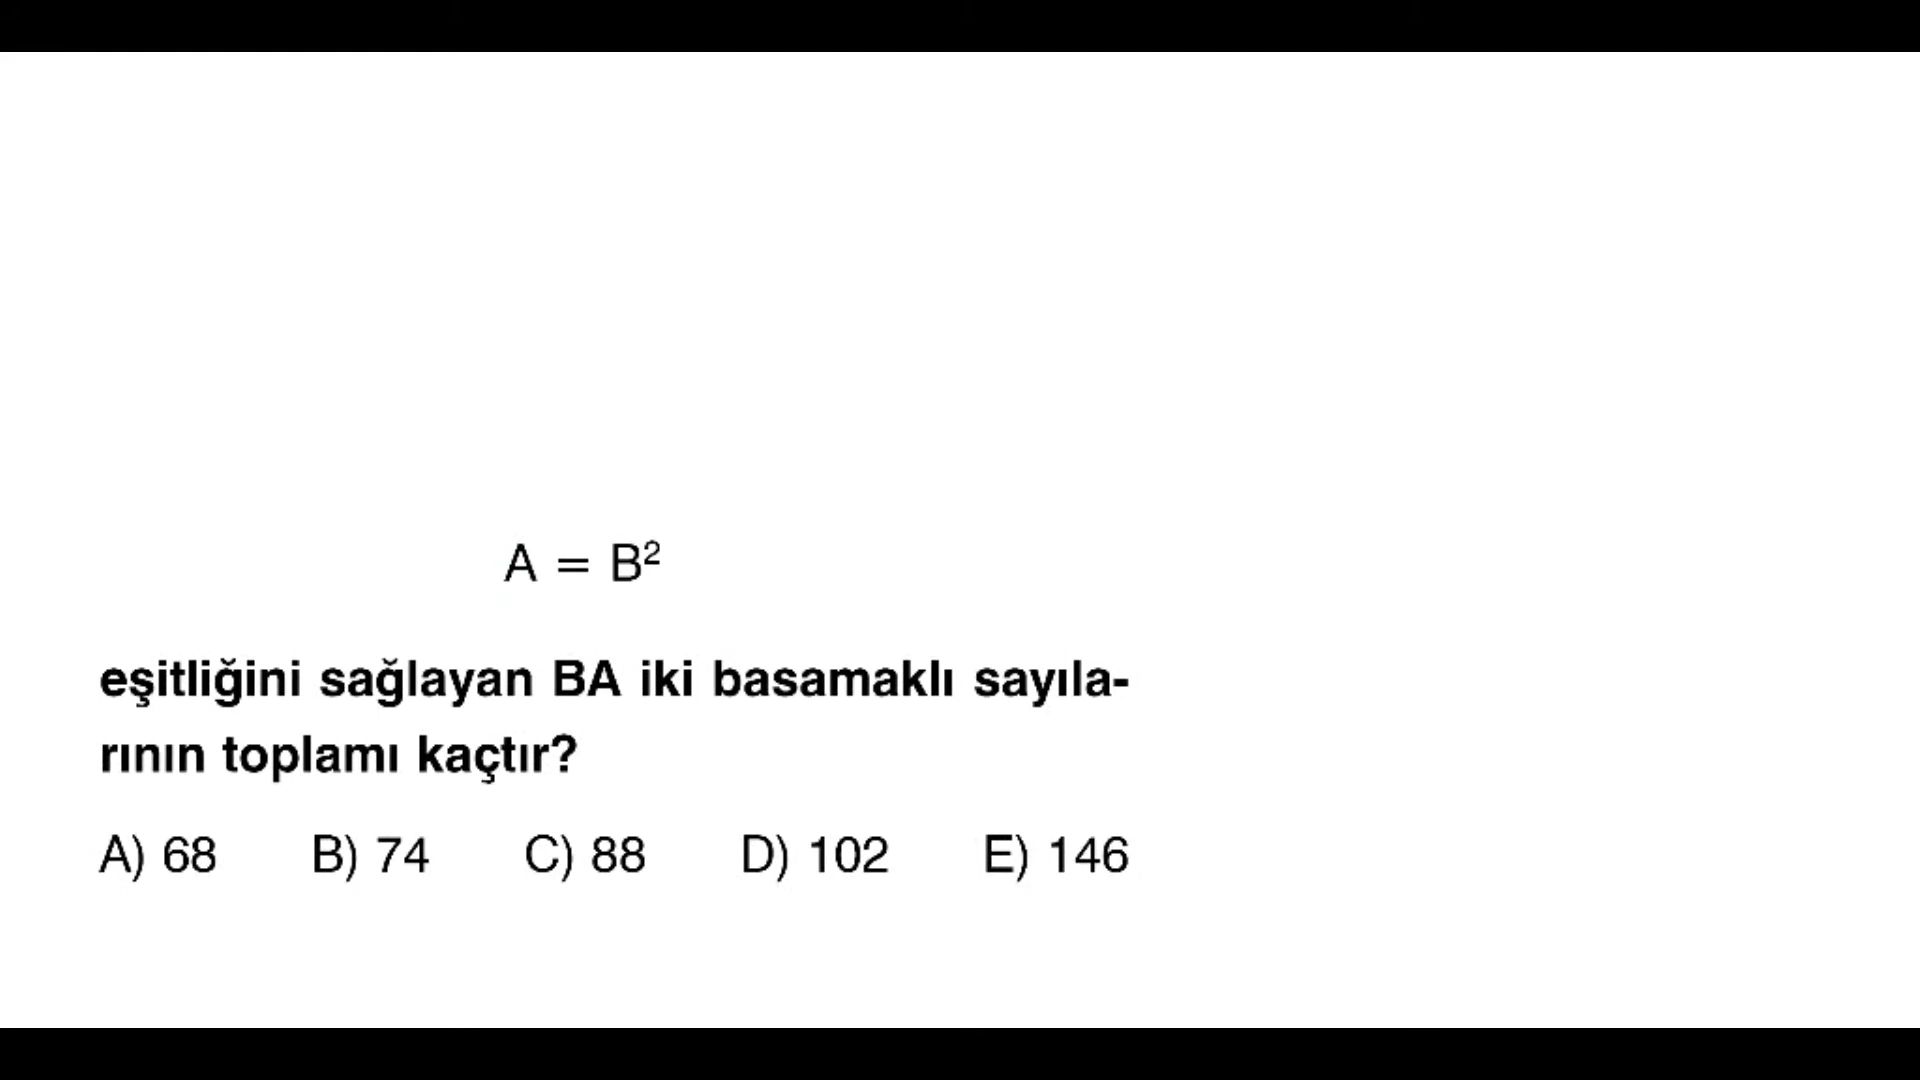 A = B²
eşitliğini sağlayan BA iki basamaklı sayıla-
rının toplamı kaçtır?
A) 68 B) 74 C) 88 D) 102 E) 146